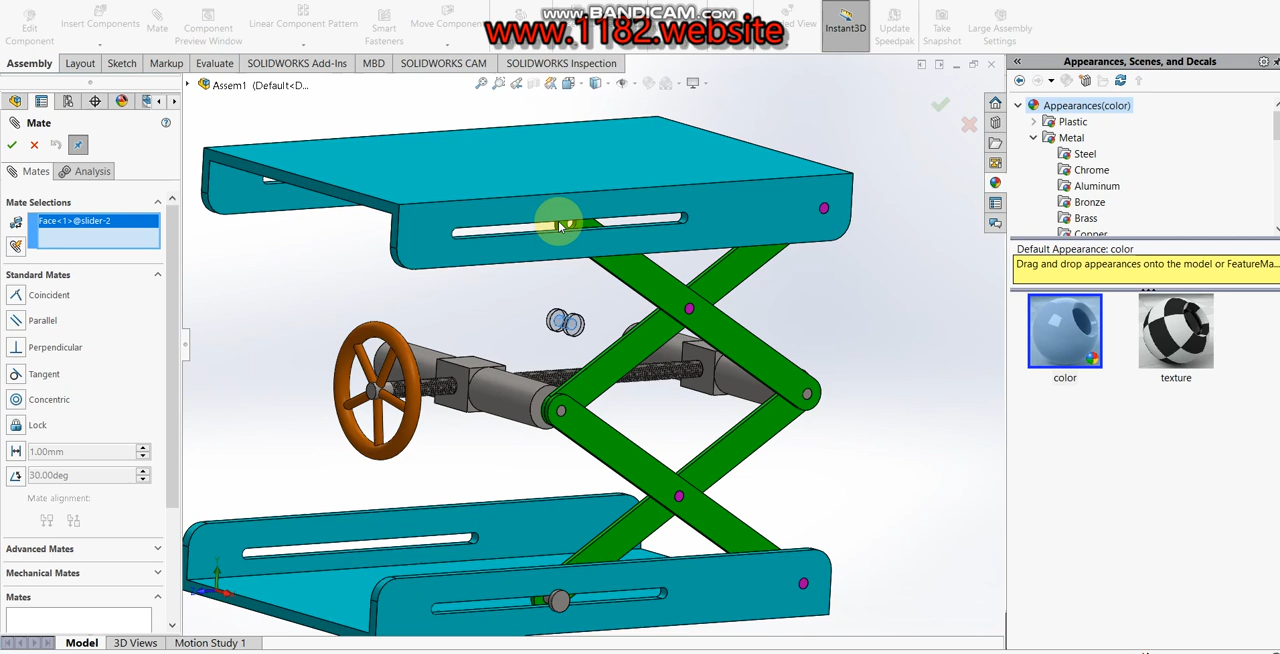 www.BANDICAM.com
www.1182.website
Edit Component
Insert Components
Mate
Component Preview Window
Linear Component Pattern
Smart Fasteners
Move Component
View
Instant3D
Update Speedpak
Take Snapshot
Large Assembly Settings
Assembly
Layout
Sketch
Markup
Evaluate
SOLIDWORKS Add-Ins
MBD
SOLIDWORKS CAM
SOLIDWORKS Inspection
Assem1 (Default<D...
Mate
Mates
Analysis
Mate Selections
Face<1>@slider-2
Standard Mates
Coincident
Parallel
Perpendicular
Tangent
Concentric
Lock
1.00mm
30.00deg
Mate alignment:
Advanced Mates
Mechanical Mates
Mates
Model
3D Views
Motion Study 1
Appearances, Scenes, and Decals
Appearances(color)
Plastic
Metal
Steel
Chrome
Aluminum
Bronze
Brass
Copper
Default Appearance: color
Drag and drop appearances onto the model or FeatureMa...
color
texture